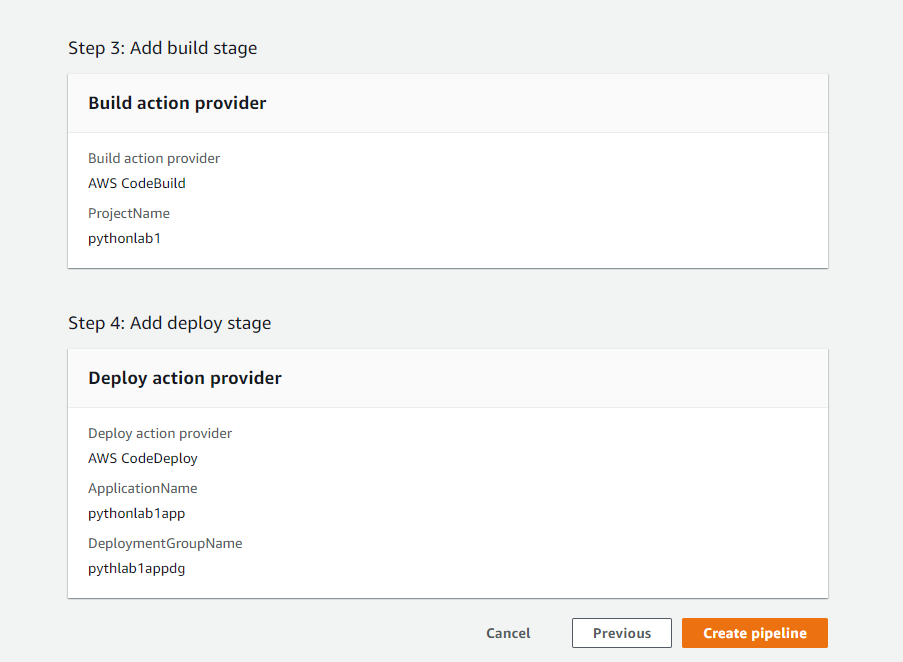 Step 3: Add build stage
Build action provider
Build action provider
AWS CodeBuild
ProjectName
pythonlab1
Step 4: Add deploy stage
Deploy action provider
Deploy action provider
AWS CodeDeploy
ApplicationName
pythonlab1app
DeploymentGroupName
pythlab1appdg
Cancel
Previous
Create pipeline